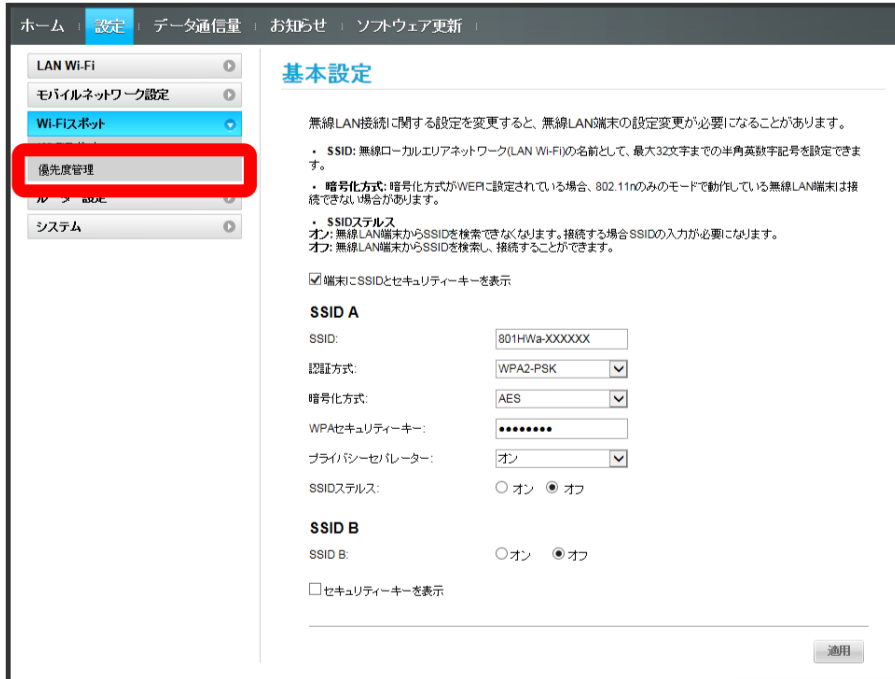 ホーム 設定 データ通信量 お知らせ ソフトウェア更新
LAN Wi-Fi
モバイルネットワーク設定
Wi-Fiスポット
優先度管理
システム
基本設定
無線LAN接続に関する設定を変更すると、無線LAN端末の設定変更が必要になることがあります。
・ SSID: 無線ローカルエリアネットワーク(LAN Wi-Fi)の名前として、最大32文字までの半角英数字記号を設定できま
す。
・ 暗号化方式: 暗号化方式がWEPに設定されている場合、802.11nのみのモードで動作している無線LAN端末は接
続できない場合があります。
・ SSIDステルス
オン: 無線LAN端末からSSIDを検索できなくなります。接続する場合SSIDの入力が必要になります。
オフ: 無線LAN端末からSSIDを検索し、接続することができます。
端末にSSIDとセキュリティーキーを表示
SSID A
SSID: 801HWa-XXXXXX
認証方式: WPA2-PSK
暗号化方式: AES
WPAセキュリティーキー: ●●●●●●●●
プライバシーセパレーター: オン
SSIDステルス: オン オフ
SSID B
SSID B: オン オフ
セキュリティーキーを表示
適用